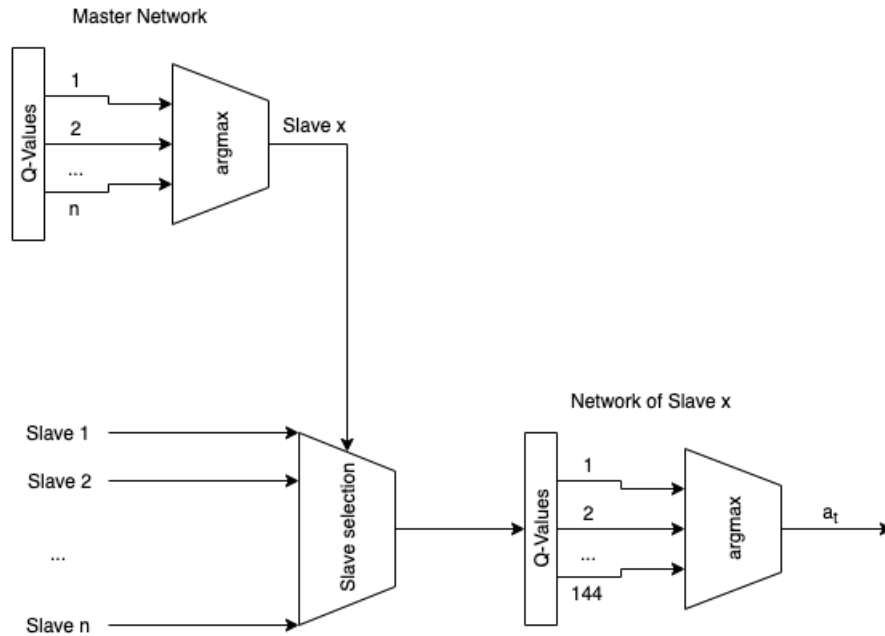 Master Network
Q-Values
1
2
...
n
argmax
Slave x
Slave 1
Slave 2
...
Slave n
Slave selection
Network of Slave x
Q-Values
1
2
...
144
argmax
a_t